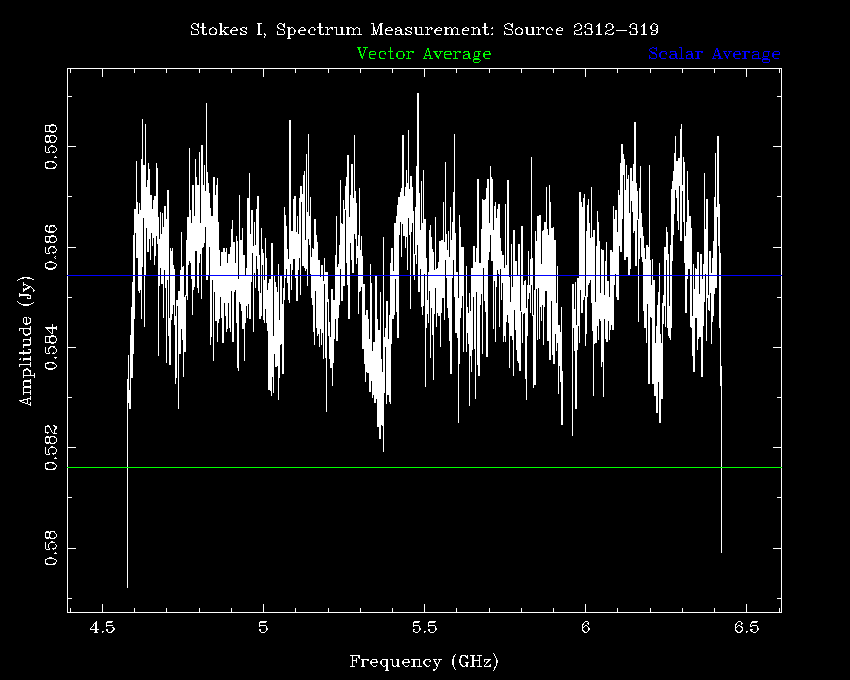 Stokes I, Spectrum Measurement: Source 2312-319
Vector Average Scalar Average
0.588
0.586
0.584
0.582
0.58
Amplitude (Jy)
4.5 5 5.5 6 6.5
Frequency (GHz)